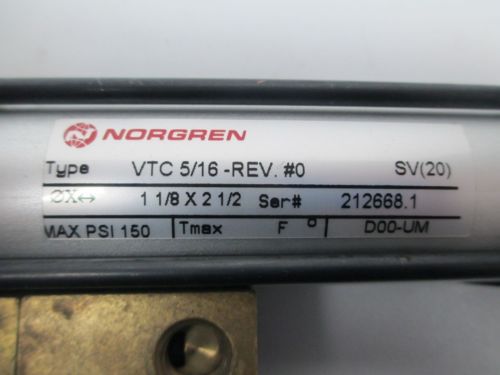 NORGREN
Type VTC 5/16 -REV. #0 SV(20)
ØX↔ 1 1/8 X 2 1/2 Ser# 212668.1
MAX PSI 150 Tmax F ° D00-UM